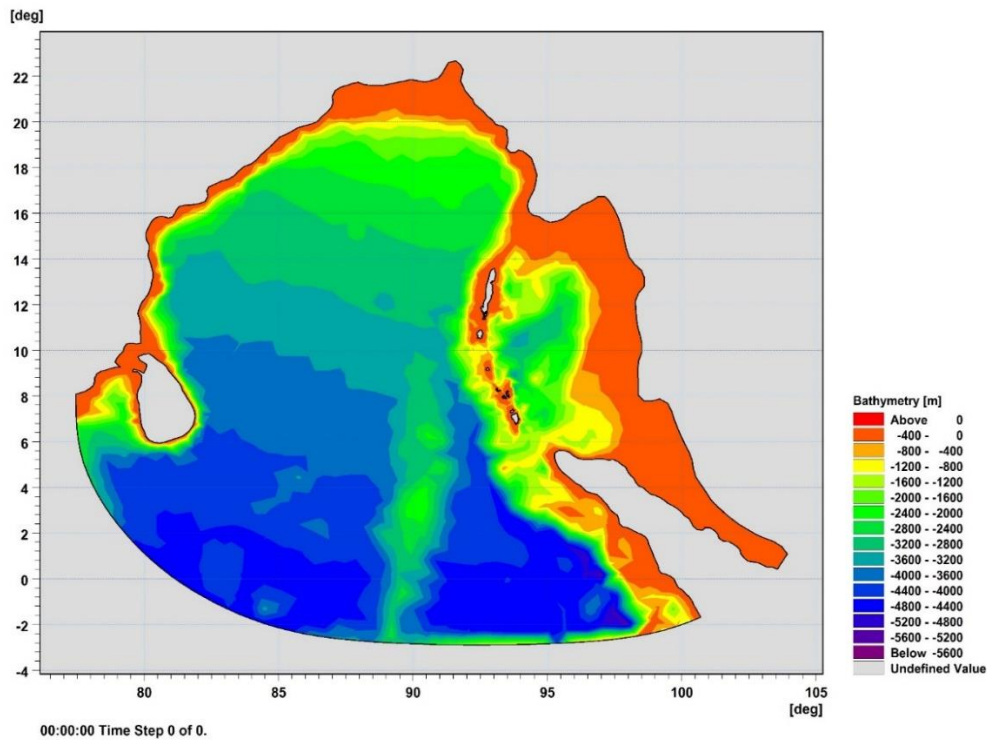 [deg]
22
20
18
16
14
12
10
8
6
4
2
0
-2
-4
80
85
90
95
100
105
[deg]
00:00:00 Time Step 0 of 0.
Bathymetry [m]
Above 0
-400 - 0
-800 - -400
-1200 - -800
-1600 - -1200
-2000 - -1600
-2400 - -2000
-2800 - -2400
-3200 - -2800
-3600 - -3200
-4000 - -3600
-4400 - -4000
-4800 - -4400
-5200 - -4800
-5600 - -5200
Below -5600
Undefined Value